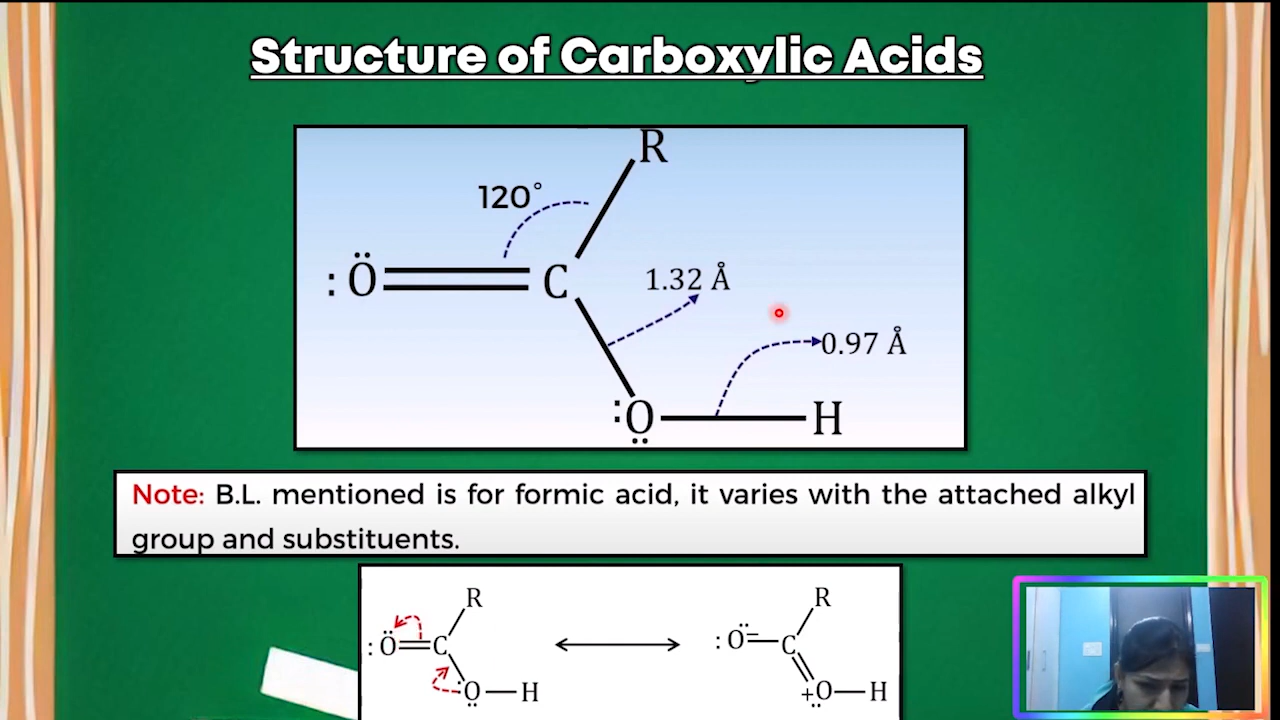 Structure of Carboxylic Acids
R
120°
:Ö
C
1.32 Å
0.97 Å
:O̤
H
Note: B.L. mentioned is for formic acid, it varies with the attached alkyl
group and substituents.
R
R
:Ö
C
:Ö⁻
C
:O̤
H
+O̤
H